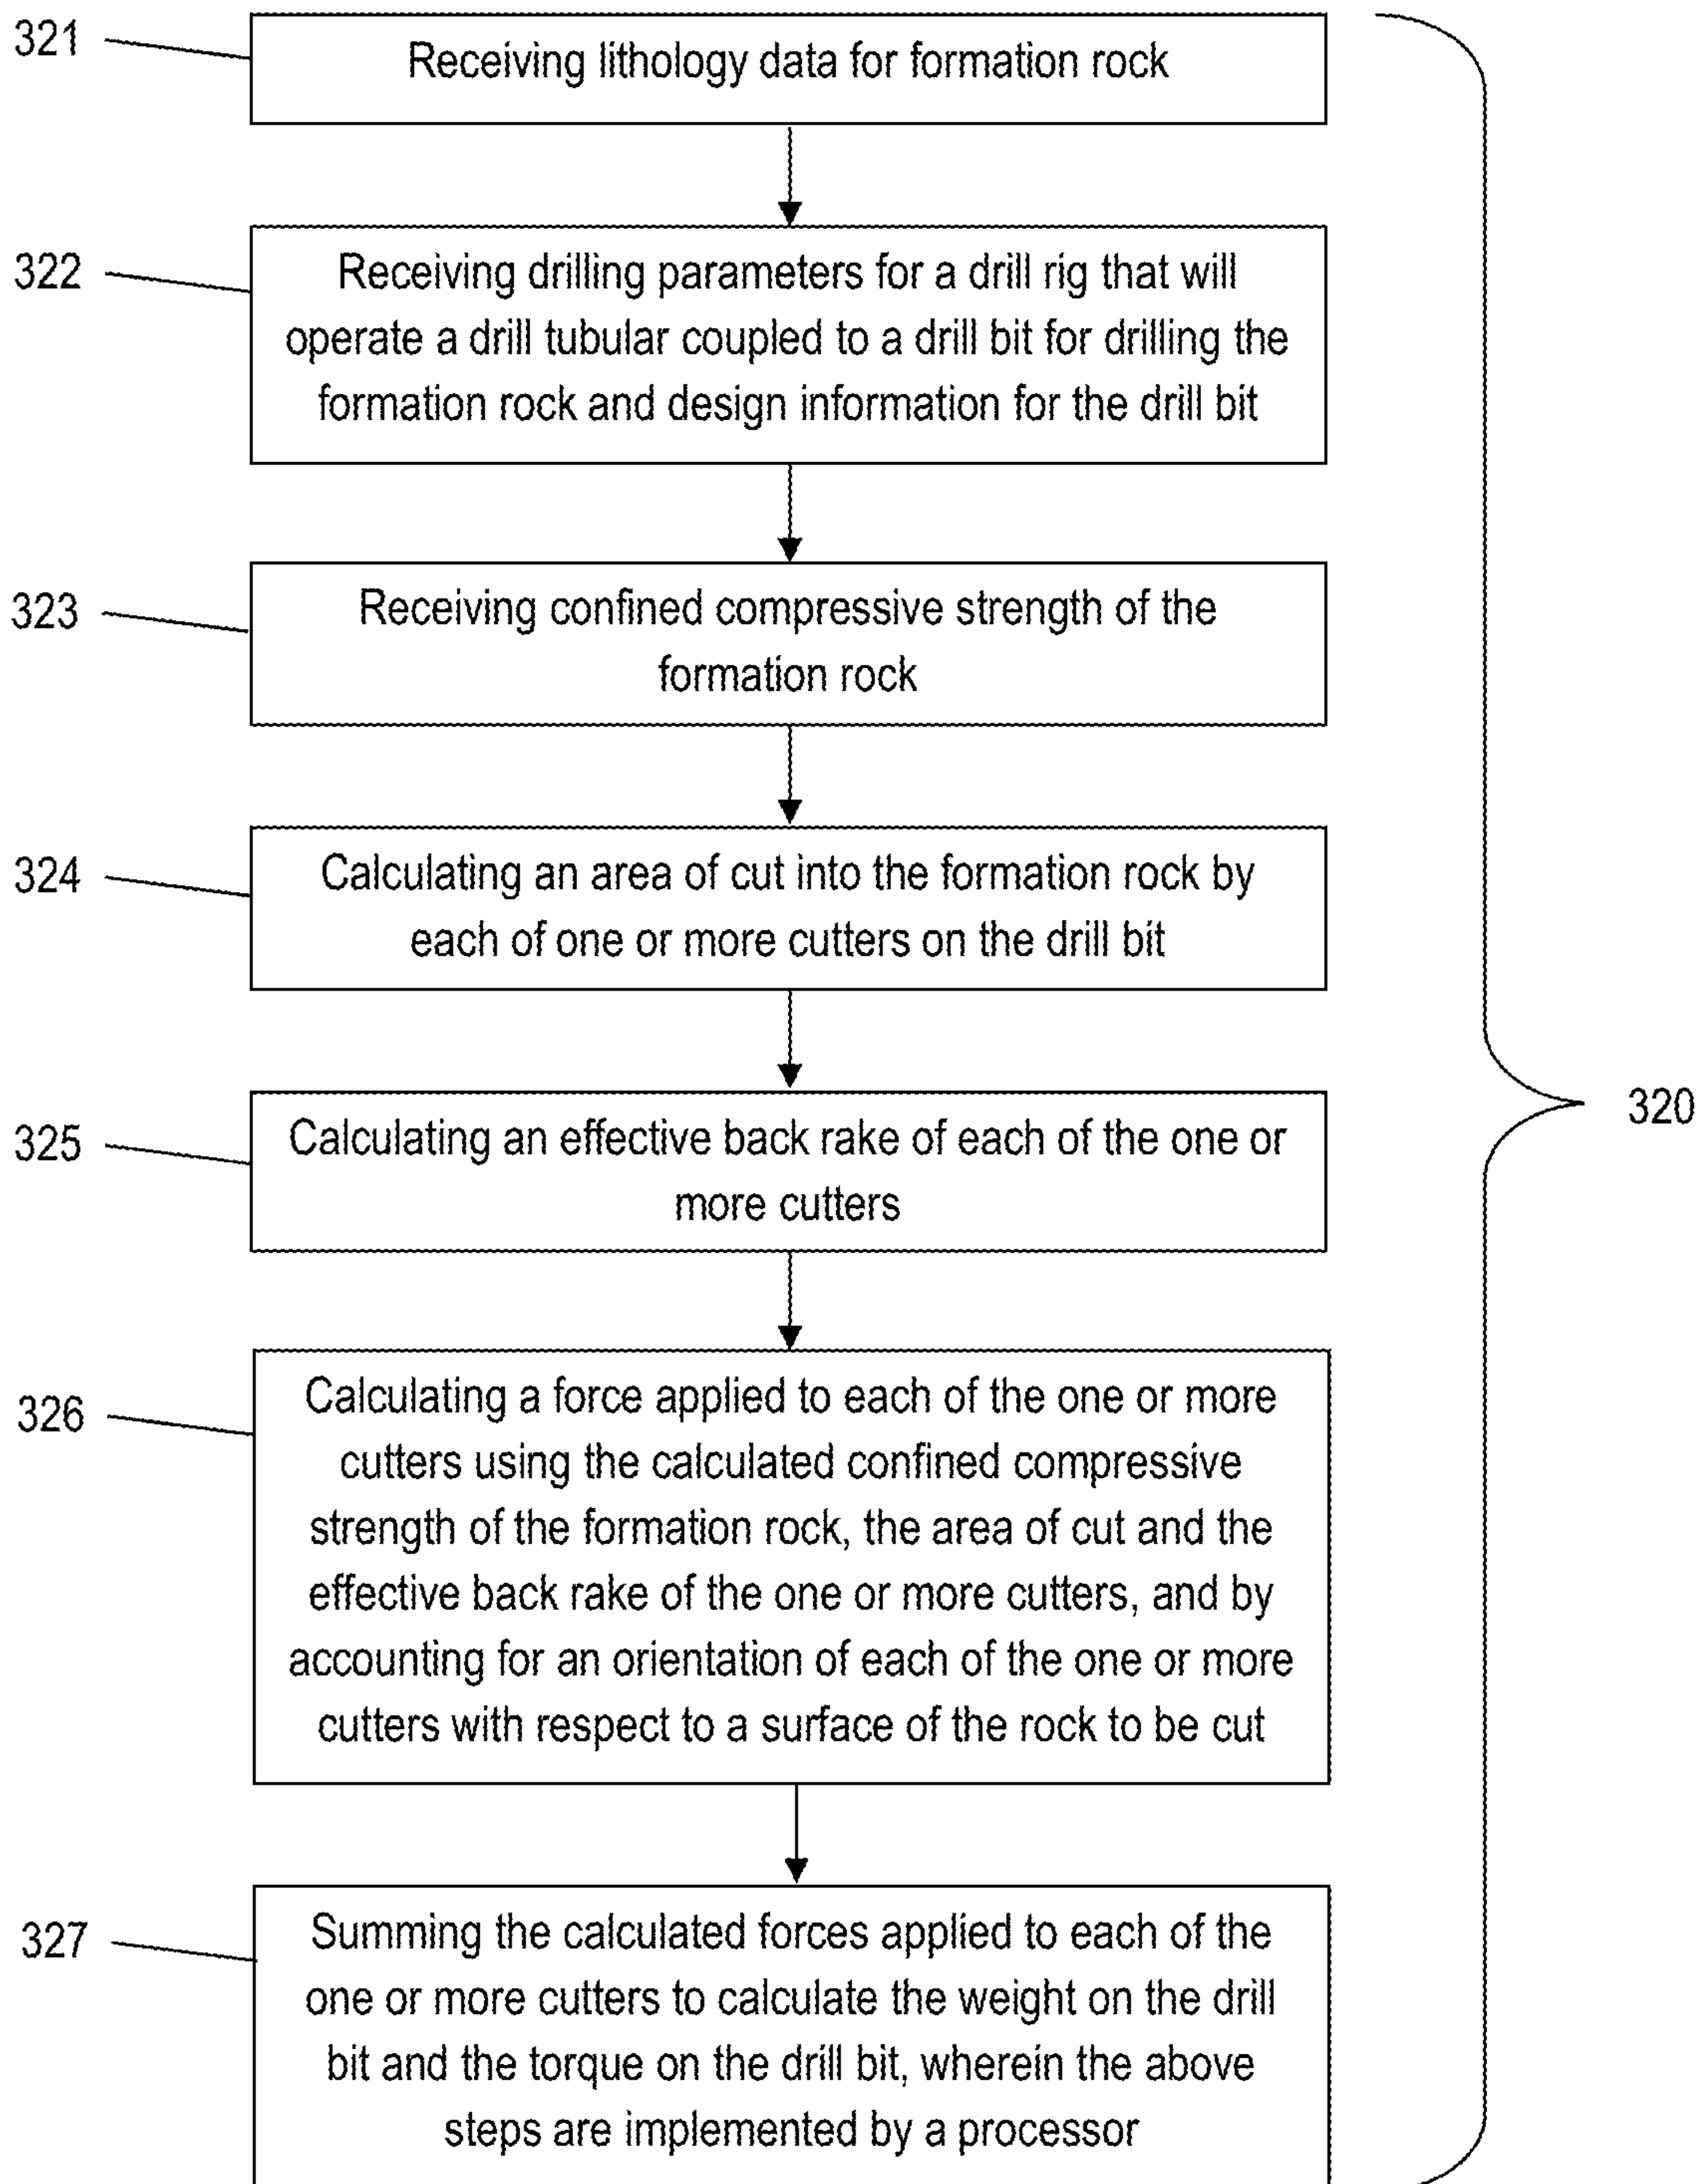 321
Receiving lithology data for formation rock
322
Receiving drilling parameters for a drill rig that will
operate a drill tubular coupled to a drill bit for drilling the
formation rock and design information for the drill bit
323
Receiving confined compressive strength of the
formation rock
324
Calculating an area of cut into the formation rock by
each of one or more cutters on the drill bit
325
Calculating an effective back rake of each of the one or
more cutters
320
326
Calculating a force applied to each of the one or more
cutters using the calculated confined compressive
strength of the formation rock, the area of cut and the
effective back rake of the one or more cutters, and by
accounting for an orientation of each of the one or more
cutters with respect to a surface of the rock to be cut
327
Summing the calculated forces applied to each of the
one or more cutters to calculate the weight on the drill
bit and the torque on the drill bit, wherein the above
steps are implemented by a processor